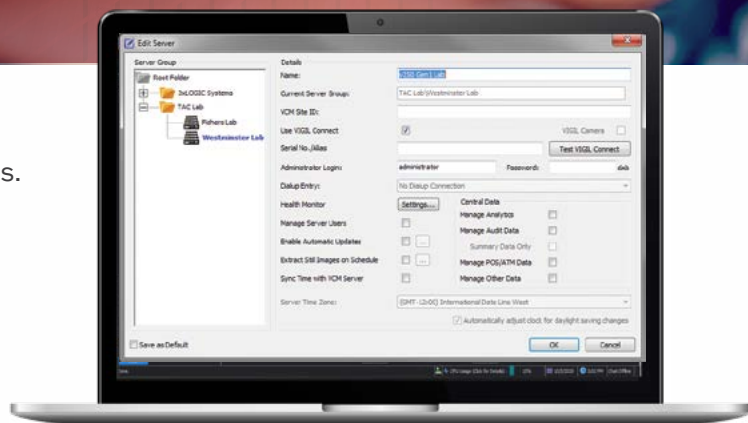 s.
Edit Server
Server Group
Root Folder
3xLOGIC Systems
TAC Lab
Fishers Lab
Westminster Lab
Details
Name:
v250 Gen1 Lab
Current Server Group:
TAC Lab\Westminster Lab
VCM Site ID:
Use VIGIL Connect
VIGIL Camera
Serial No./Alias
Test VIGIL Connect
Administrator Login:
administrator
Password:
Dialup Entry:
No Dialup Connection
Health Monitor
Settings...
Central Data
Manage Server Users
Manage Analytics
Enable Automatic Updates
...
Manage Audit Data
Summary Data Only
Extract Still Images on Schedule
...
Manage POS/ATM Data
Sync Time with VCM Server
Manage Other Data
Server Time Zone:
(GMT-12:00) International Date Line West
Automatically adjust clock for daylight saving changes
Save as Default
OK
Cancel